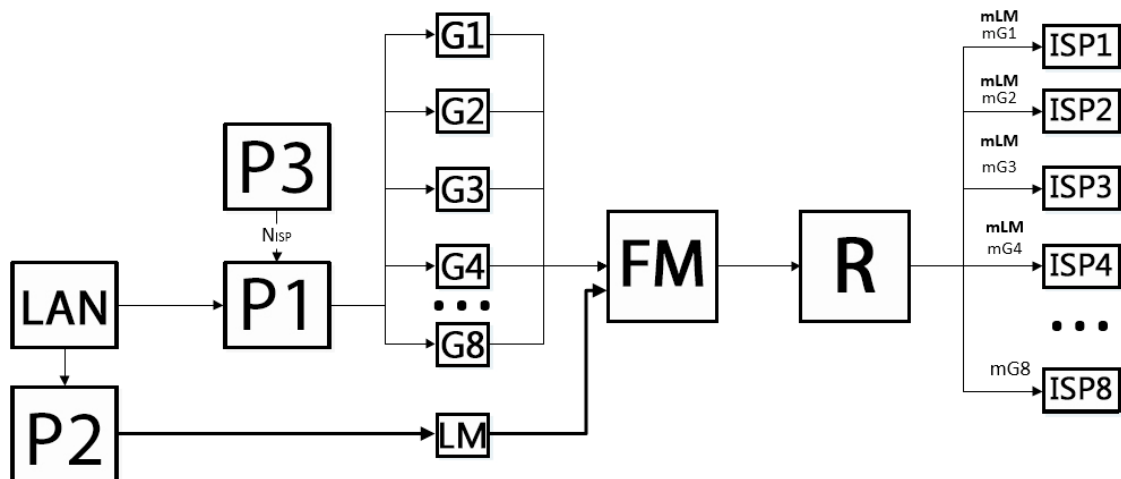 G1
G2
G3
G4
...
G8
P3
NISP
LAN
P1
P2
LM
FM
R
mLM
mG1
ISP1
mLM
mG2
ISP2
mLM
mG3
ISP3
mLM
mG4
ISP4
...
mG8
ISP8